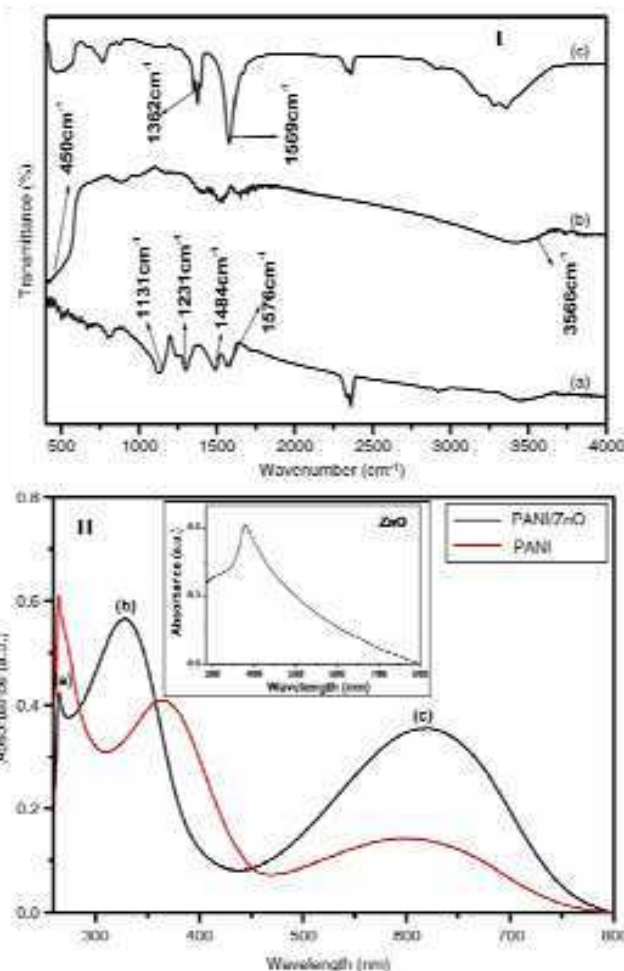 I
(c)
1362cm⁻¹
1569cm⁻¹
450cm⁻¹
(b)
3566cm⁻¹
1131cm⁻¹
1231cm⁻¹
1484cm⁻¹
1576cm⁻¹
(a)
Transmittance (%)
500 1000 1500 2000 2500 3000 3500 4000
Wavenumber (cm⁻¹)
II
PANI/ZnO
PANI
ZnO
Absorbance (a.u.)
Wavelength (nm)
(b)
(c)
0.8
0.6
0.4
0.2
0.0
300 400 500 600 700 800
Wavelength (nm)